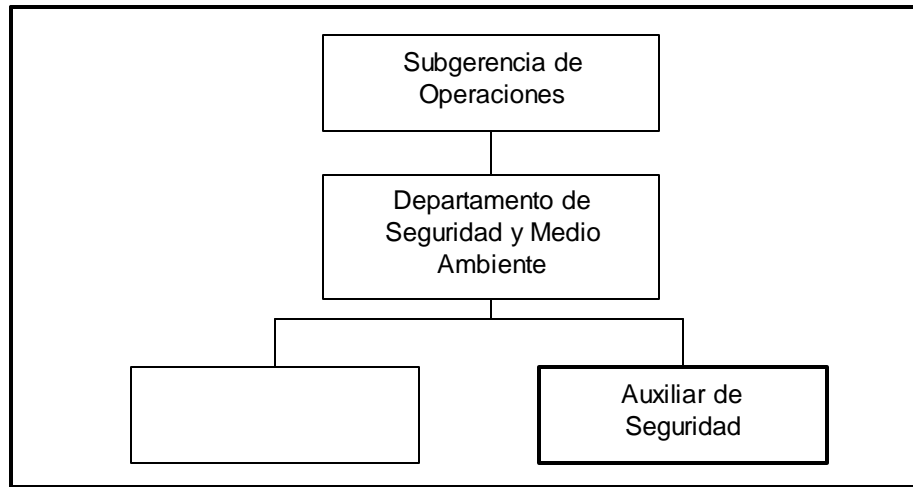 Subgerencia de
Operaciones
Departamento de
Seguridad y Medio
Ambiente
Auxiliar de
Seguridad